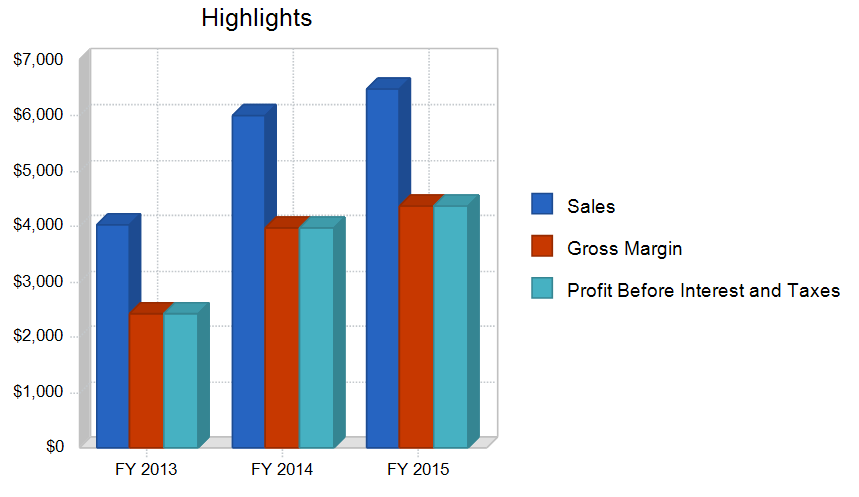 Highlights
$7,000
$6,000
$5,000
$4,000
$3,000
$2,000
$1,000
$0
FY 2013
FY 2014
FY 2015
Sales
Gross Margin
Profit Before Interest and Taxes